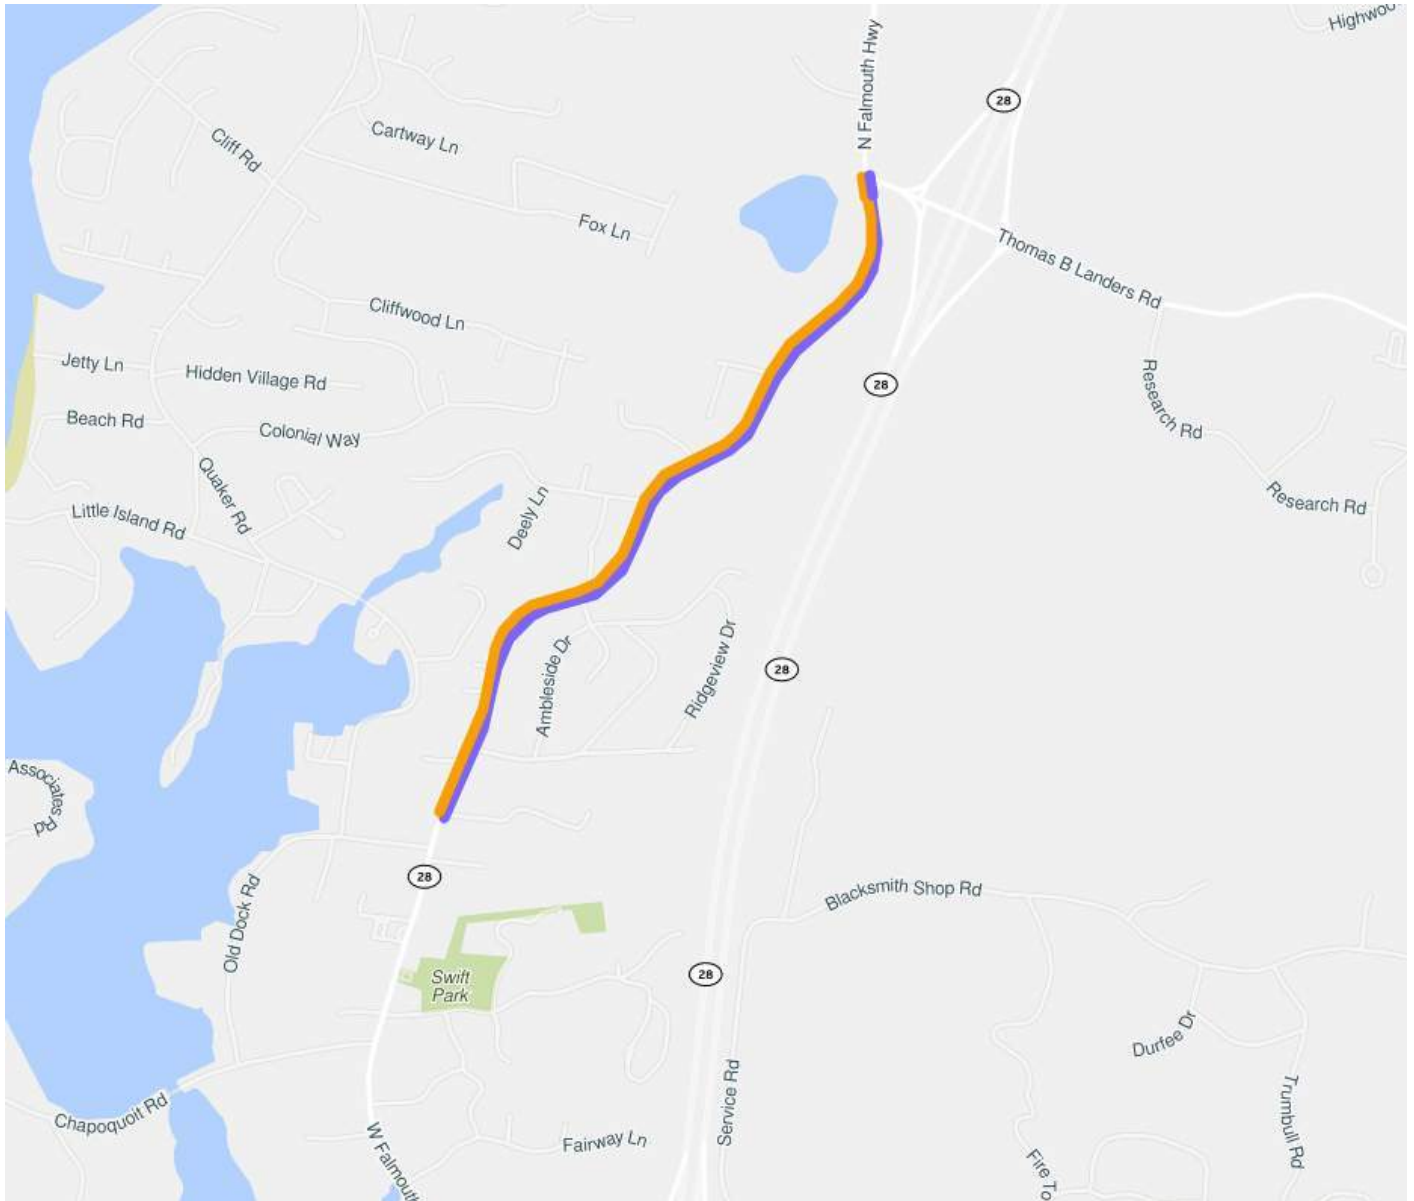 Highwoo
N Falmouth Hwy
28
Cartway Ln
Cliff Rd
Fox Ln
Thomas B Landers Rd
Cliffwood Ln
Jetty Ln
Hidden Village Rd
28
Research Rd
Beach Rd
Colonial Way
Quaker Rd
Deely Ln
Research Rd
Little Island Rd
Ambleside Dr
Ridgeview Dr
28
Associates Rd
28
Old Dock Rd
Blacksmith Shop Rd
Swift
Park
28
Durfee Dr
Service Rd
Trumbull Rd
Chapoquoit Rd
W Falmouth
Fairway Ln
Fire To